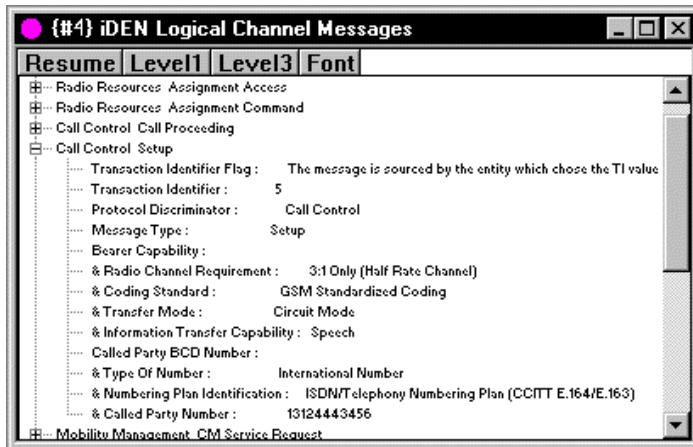 {#4} iDEN Logical Channel Messages
Resume Level1 Level3 Font
Radio Resources Assignment Access
Radio Resources Assignment Command
Call Control Call Proceeding
Call Control Setup
Transaction Identifier Flag : The message is sourced by the entity which chose the TI value
Transaction Identifier : 5
Protocol Discriminator : Call Control
Message Type : Setup
Bearer Capability :
& Radio Channel Requirement : 3:1 Only (Half Rate Channel)
& Coding Standard : GSM Standardized Coding
& Transfer Mode : Circuit Mode
& Information Transfer Capability : Speech
Called Party BCD Number :
& Type Of Number : International Number
& Numbering Plan Identification : ISDN/Telephony Numbering Plan (CCITT E.164/E.163)
& Called Party Number : 13124443456
Mobility Management CM Service Request